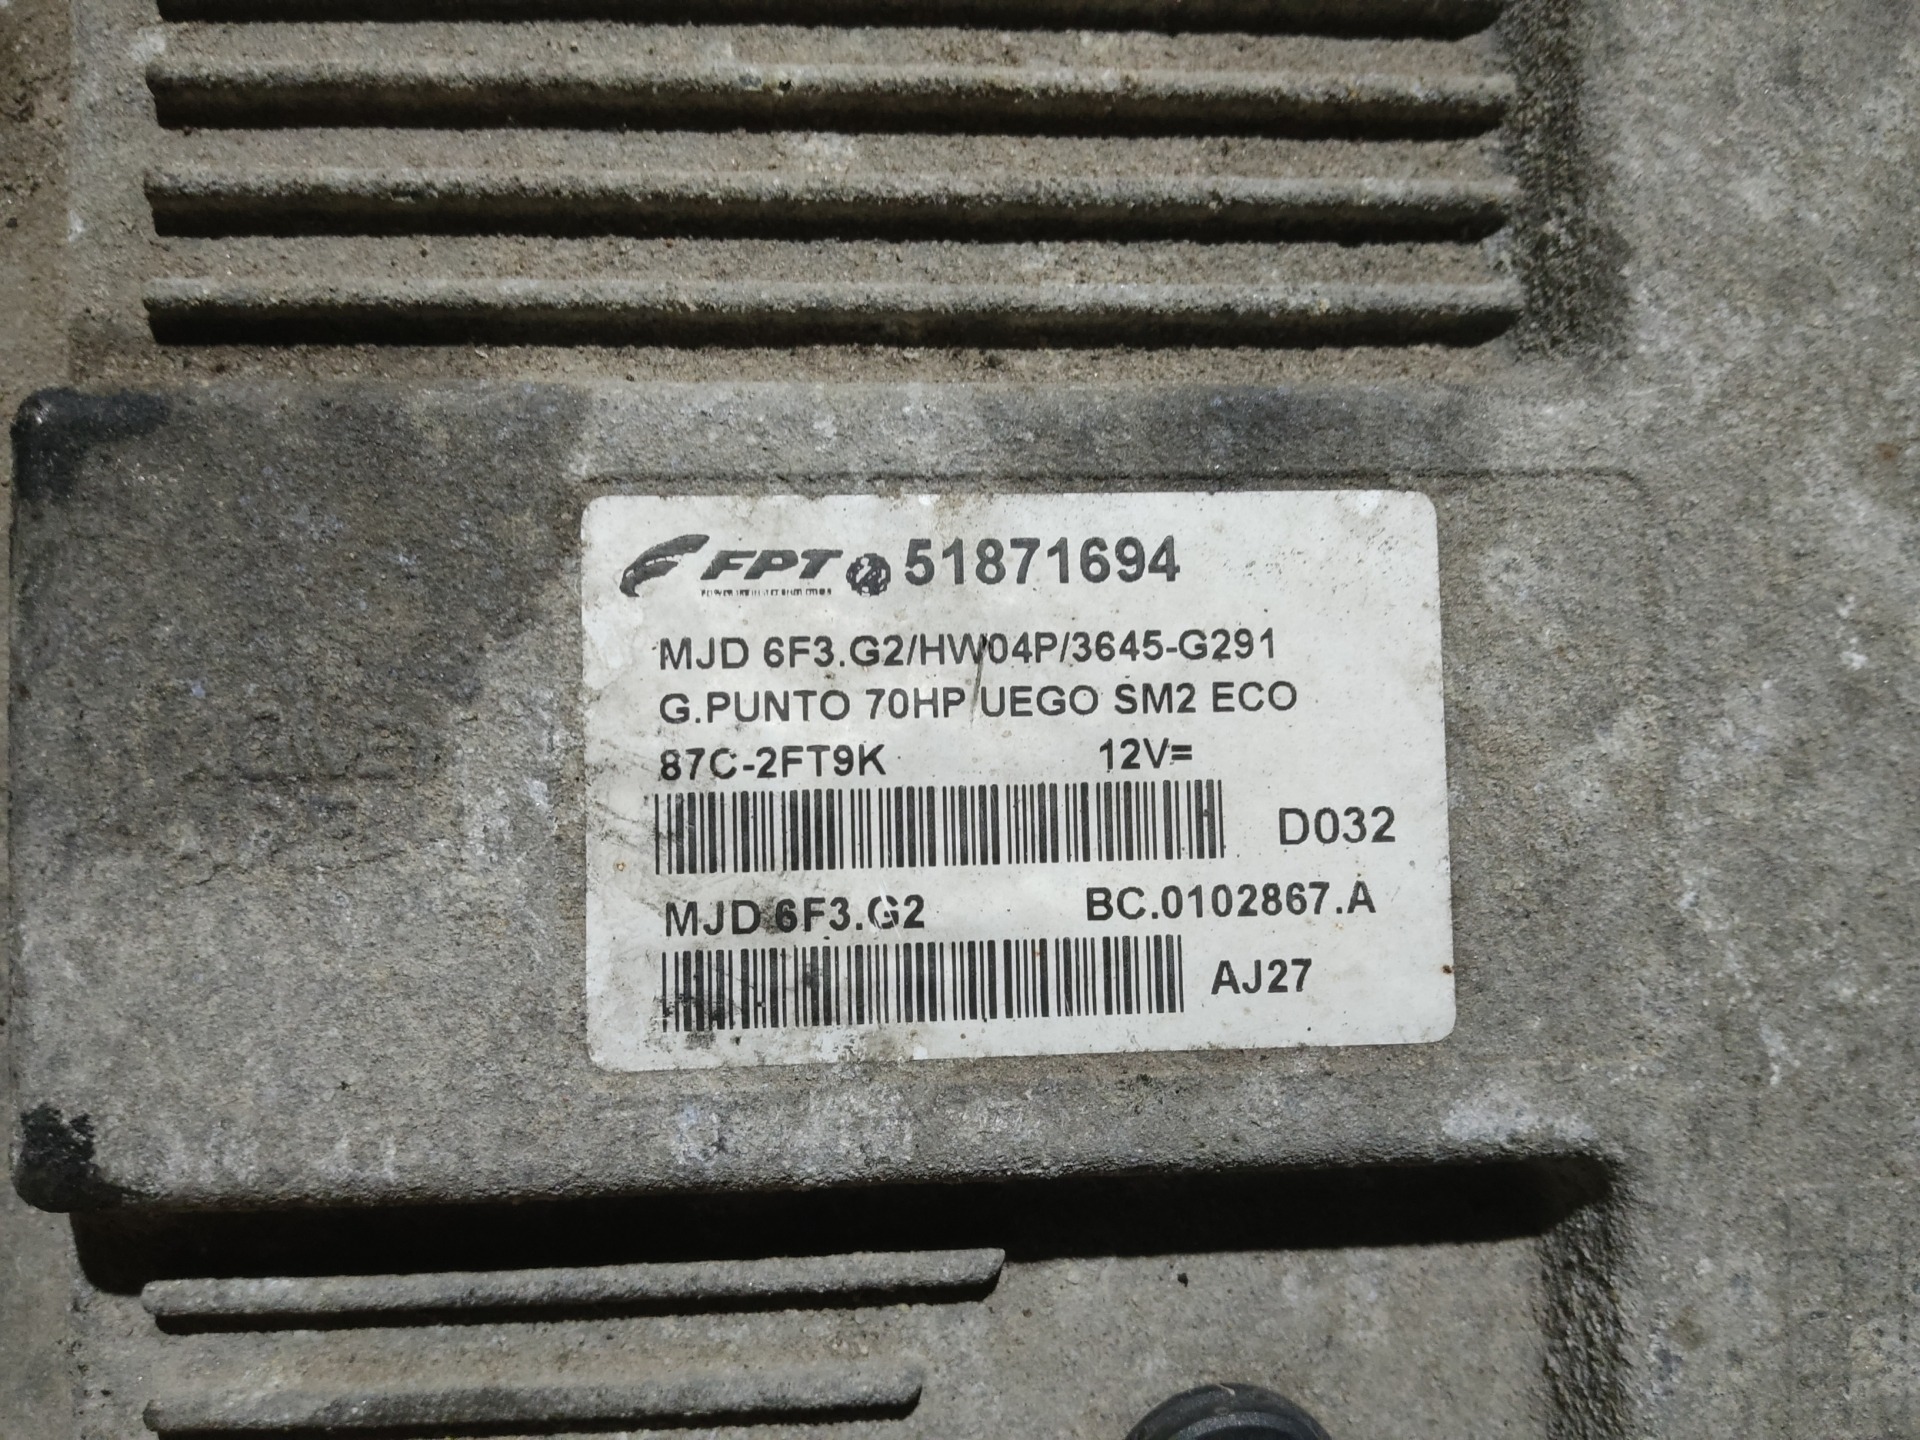 FPT 51871694
MJD 6F3.G2/HW04P/3645-G291
G.PUNTO 70HP UEGO SM2 ECO
87C-2FT9K 12V=
D032
MJD 6F3.G2 BC.0102867.A
AJ27